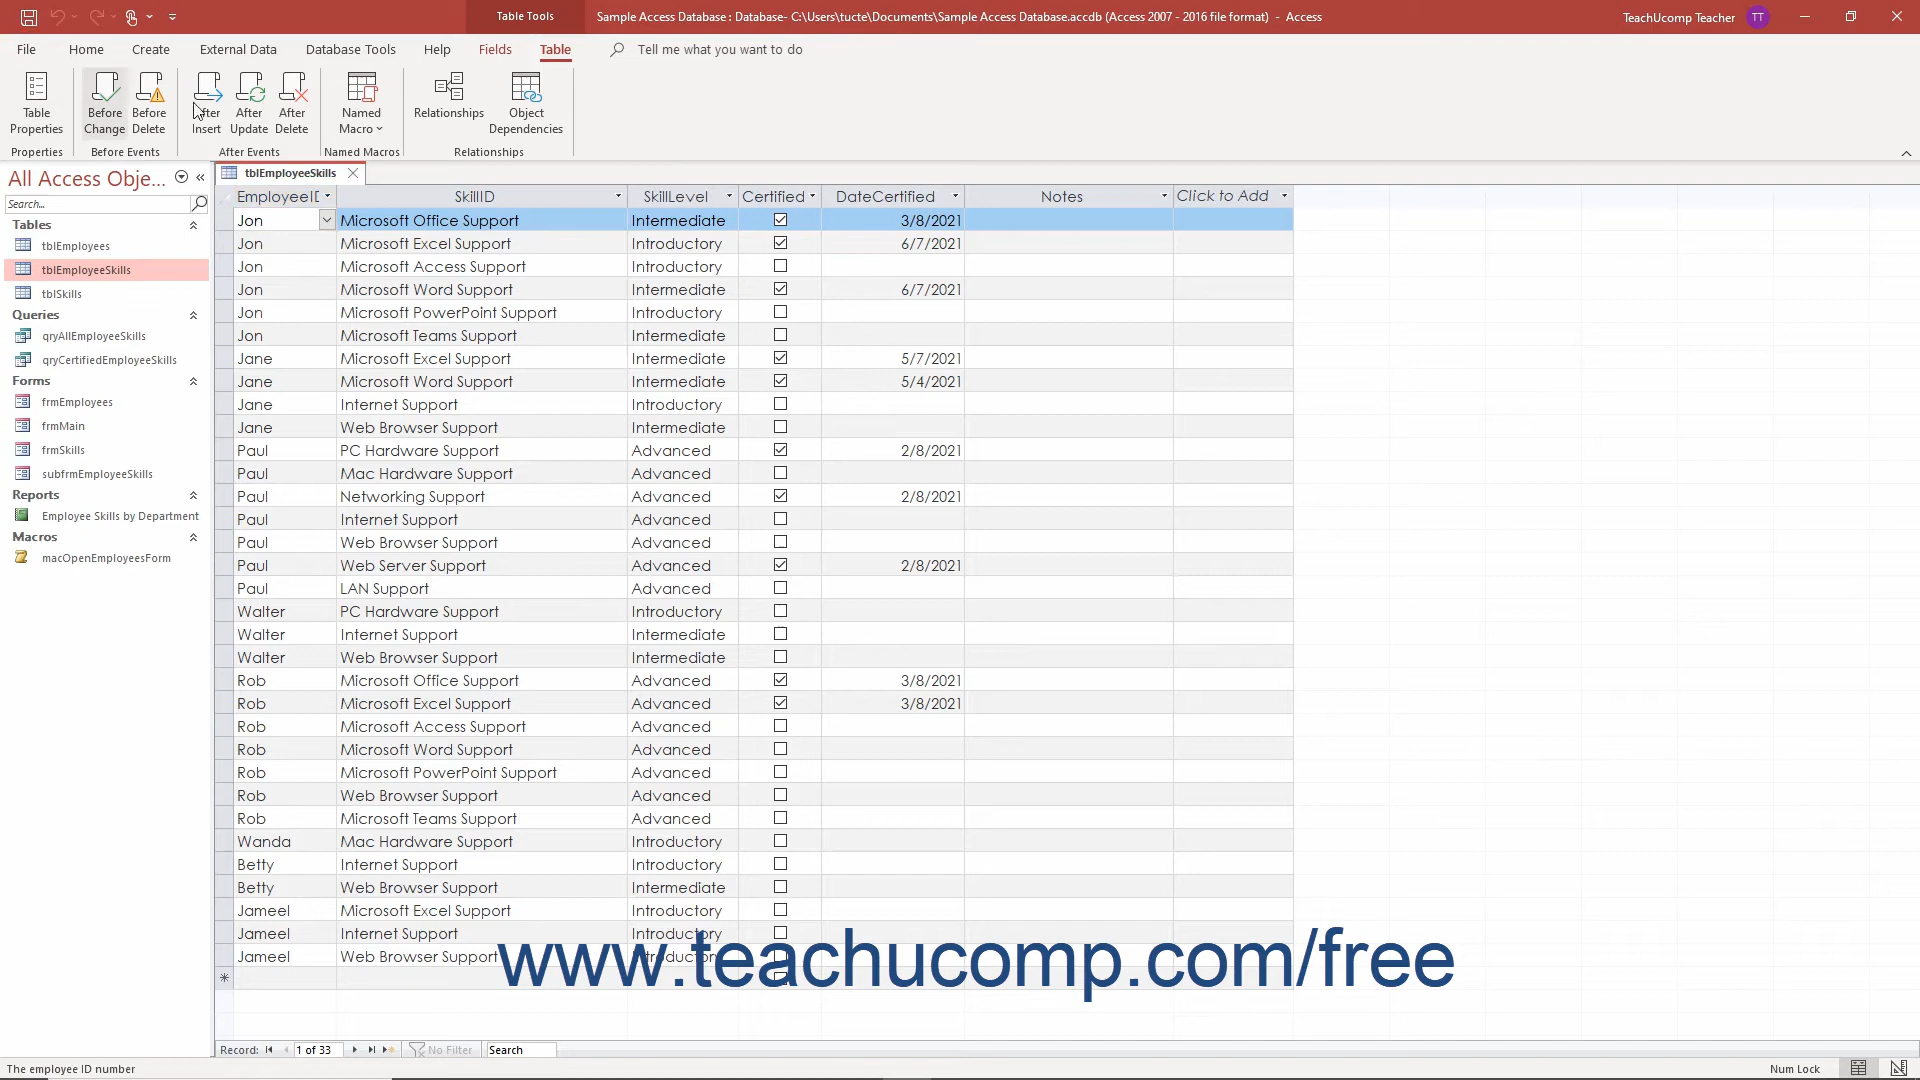 Table Tools
Sample Access Database : Database- C:\Users\tucte\Documents\Sample Access Database.accdb (Access 2007 - 2016 file format) - Access
TeachUcomp Teacher TT
File Home Create External Data Database Tools Help Fields Table Tell me what you want to do
Table Properties
Before Change
Before Delete
After Insert
After Update
After Delete
Named Macro
Relationships
Object Dependencies
Properties Before Events After Events Named Macros Relationships
All Access Obje...
Search...
Tables
tblEmployees
tblEmployeeSkills
tblSkills
Queries
qryAllEmployeeSkills
qryCertifiedEmployeeSkills
Forms
frmEmployees
frmMain
frmSkills
subfrmEmployeeSkills
Reports
Employee Skills by Department
Macros
macOpenEmployeesForm
tblEmployeeSkills
EmployeeID SkillID SkillLevel Certified DateCertified Notes Click to Add
Jon Microsoft Office Support Intermediate 3/8/2021
Jon Microsoft Excel Support Introductory 6/7/2021
Jon Microsoft Access Support Introductory
Jon Microsoft Word Support Intermediate 6/7/2021
Jon Microsoft PowerPoint Support Introductory
Jon Microsoft Teams Support Intermediate
Jane Microsoft Excel Support Intermediate 5/7/2021
Jane Microsoft Word Support Intermediate 5/4/2021
Jane Internet Support Introductory
Jane Web Browser Support Intermediate
Paul PC Hardware Support Advanced 2/8/2021
Paul Mac Hardware Support Advanced
Paul Networking Support Advanced 2/8/2021
Paul Internet Support Advanced
Paul Web Browser Support Advanced
Paul Web Server Support Advanced 2/8/2021
Paul LAN Support Advanced
Walter PC Hardware Support Introductory
Walter Internet Support Intermediate
Walter Web Browser Support Intermediate
Rob Microsoft Office Support Advanced 3/8/2021
Rob Microsoft Excel Support Advanced 3/8/2021
Rob Microsoft Access Support Advanced
Rob Microsoft Word Support Advanced
Rob Microsoft PowerPoint Support Advanced
Rob Web Browser Support Advanced
Rob Microsoft Teams Support Advanced
Wanda Mac Hardware Support Introductory
Betty Internet Support Introductory
Betty Web Browser Support Intermediate
Jameel Microsoft Excel Support Introductory
Jameel Internet Support Introductory
Jameel Web Browser Support Introductory
www.teachucomp.com/free
Record: 1 of 33 No Filter Search
The employee ID number
Num Lock